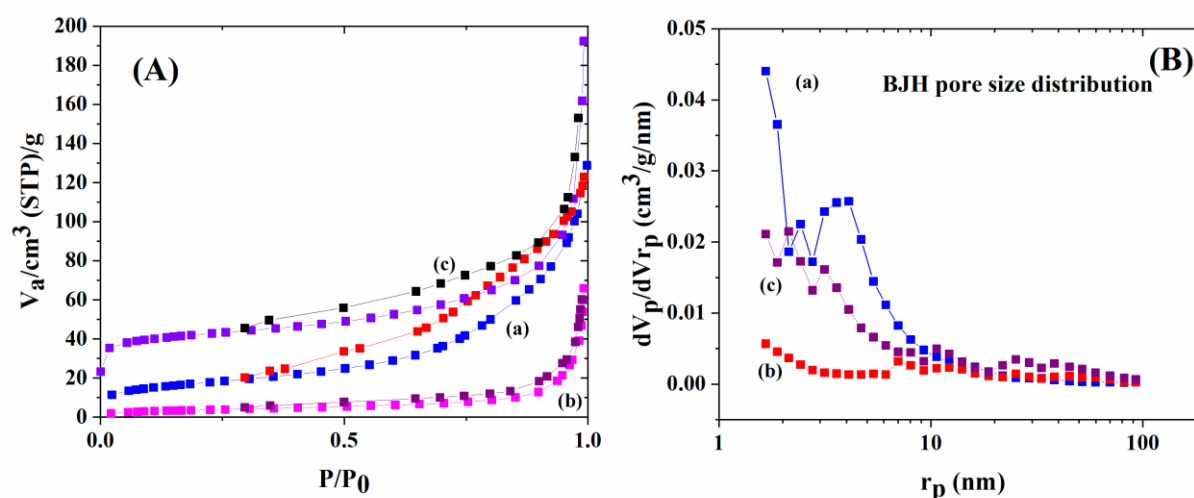 (A)
200
180
160
140
120
100
80
60
40
20
0
0.0
0.5
1.0
Va/cm³ (STP)/g
P/P₀
(c)
(a)
(b)
(B)
BJH pore size distribution
(a)
(c)
(b)
0.05
0.04
0.03
0.02
0.01
0.00
1
10
100
dVp/dVrp (cm³/g/nm)
rp (nm)